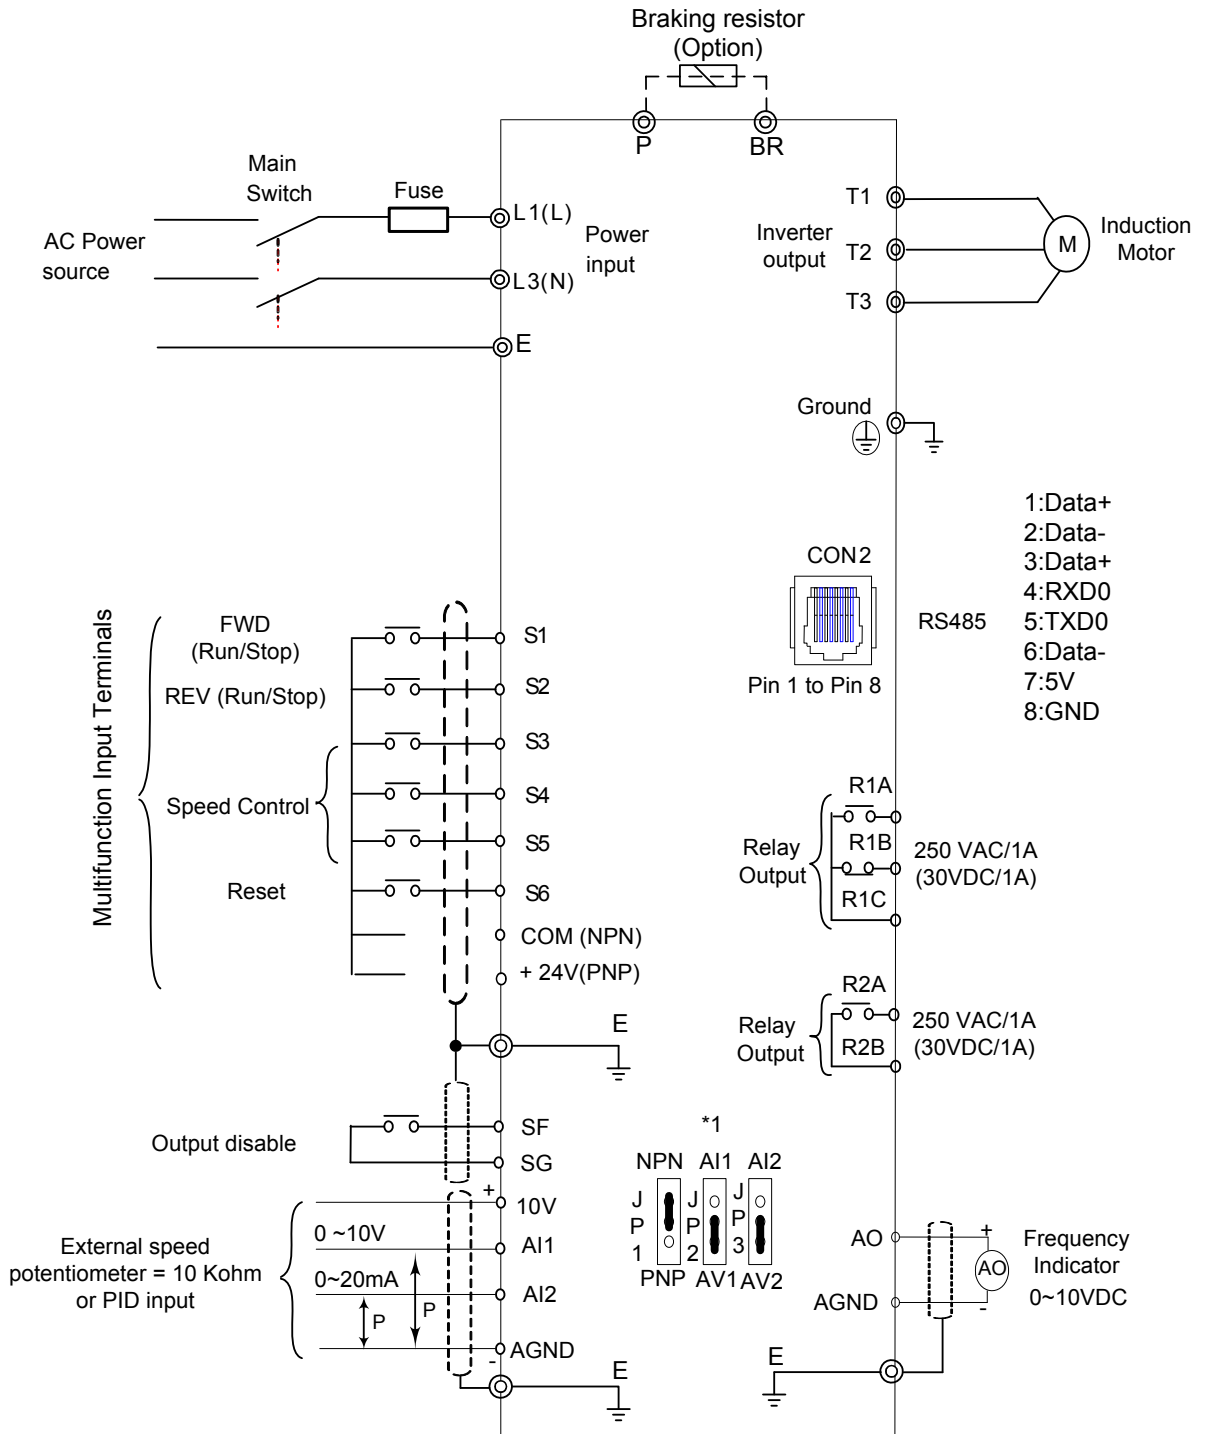 Braking resistor
(Option)
P
BR
Main
Switch
Fuse
L1(L)
AC Power
source
Power
input
L3(N)
E
T1
Inverter
output
T2
T3
M
Induction
Motor
Ground
CON2
RS485
Pin 1 to Pin 8
1:Data+
2:Data-
3:Data+
4:RXD0
5:TXD0
6:Data-
7:5V
8:GND
Multifunction Input Terminals
FWD
(Run/Stop)
REV (Run/Stop)
Speed Control
Reset
S1
S2
S3
S4
S5
S6
COM (NPN)
+ 24V(PNP)
E
Relay
Output
R1A
R1B
R1C
250 VAC/1A
(30VDC/1A)
Relay
Output
R2A
R2B
250 VAC/1A
(30VDC/1A)
Output disable
SF
SG
*1
NPN AI1 AI2
J
P
1
J
P
2
J
P
3
PNP AV1 AV2
+
10V
0 ~10V
AI1
External speed
potentiometer = 10 Kohm
or PID input
0~20mA
AI2
P
P
-
AGND
E
AO
+
AO
-
AGND
Frequency
Indicator
0~10VDC
E